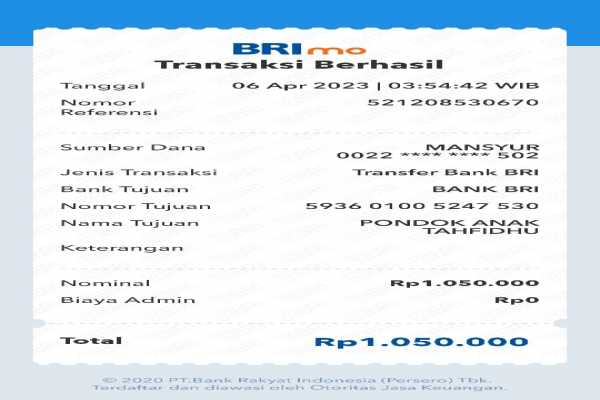 BRImo
Transaksi Berhasil
Tanggal 06 Apr 2023 | 03:54:42 WIB
Nomor 521208530670
Referensi
Sumber Dana MANSYUR
0022 **** **** 502
Jenis Transaksi Transfer Bank BRI
Bank Tujuan BANK BRI
Nomor Tujuan 5936 0100 5247 530
Nama Tujuan PONDOK ANAK
TAHFIDHU
Keterangan
Nominal Rp1.050.000
Biaya Admin Rp0
Total Rp1.050.000
© 2020 PT.Bank Rakyat Indonesia (Persero) Tbk.
Terdaftar dan diawasi oleh Otoritas Jasa Keuangan.